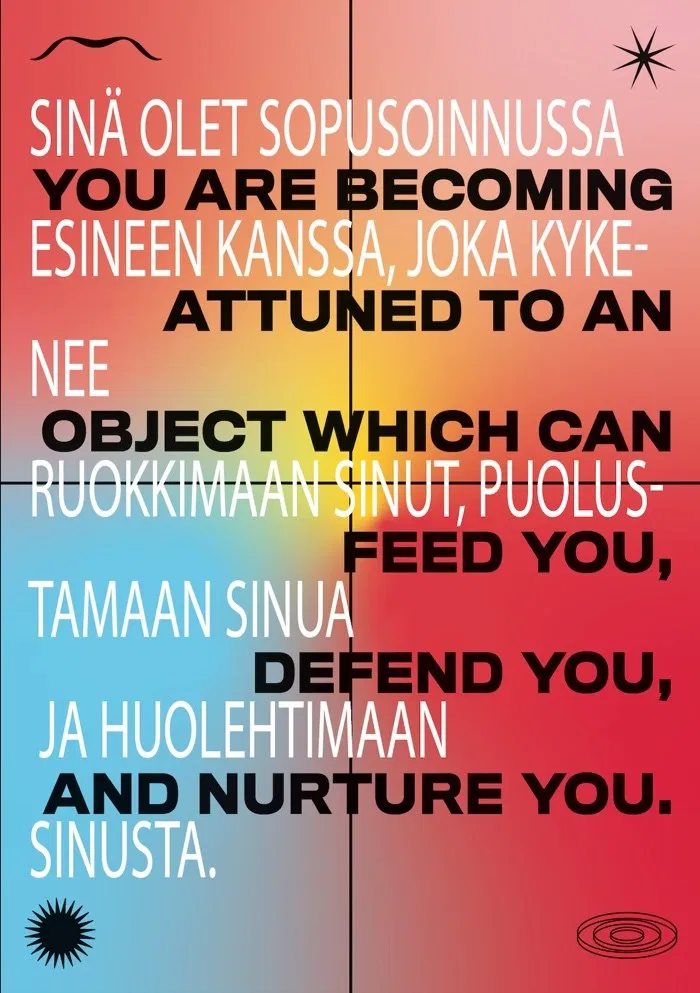 SINÄ OLET SOPUSOINNUSSA
YOU ARE BECOMING
ESINEEN KANSSA, JOKA KYKE-
ATTUNED TO AN
NEE
OBJECT WHICH CAN
RUOKKIMAAN SINUT, PUOLUS-
FEED YOU,
TAMAAN SINUA
DEFEND YOU,
JA HUOLEHTIMAAN
AND NURTURE YOU.
SINUSTA.